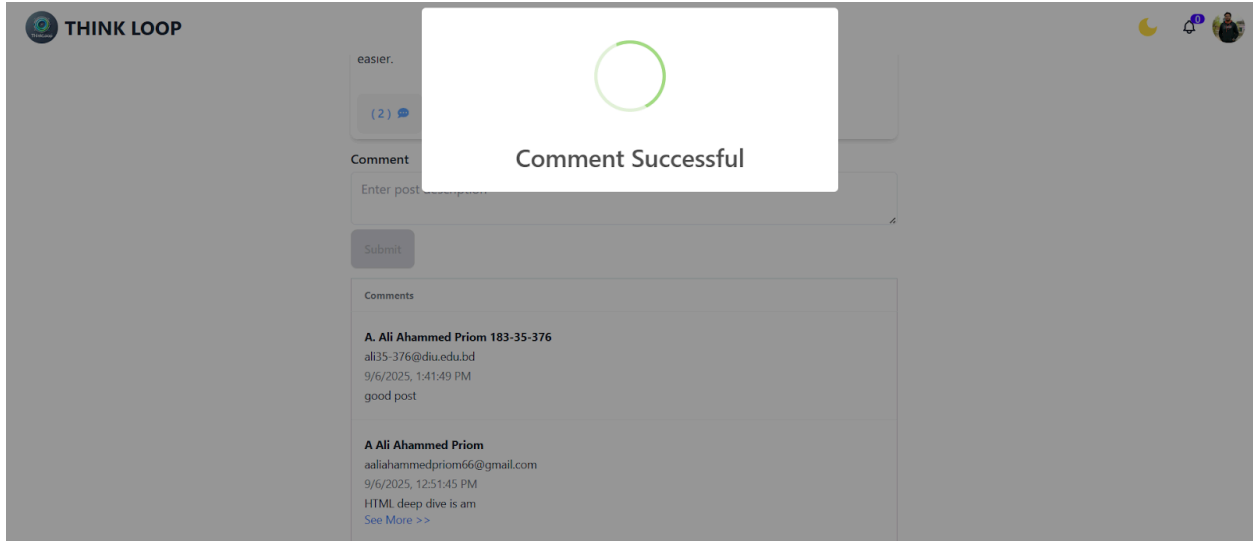 THINK LOOP
0
easier.
( 2 )
Comment Successful
Comment
Enter post description
Submit
Comments
A. Ali Ahammed Priom 183-35-376
ali35-376@diu.edu.bd
9/6/2025, 1:41:49 PM
good post
A Ali Ahammed Priom
aaliahammedpriom66@gmail.com
9/6/2025, 12:51:45 PM
HTML deep dive is am
See More >>